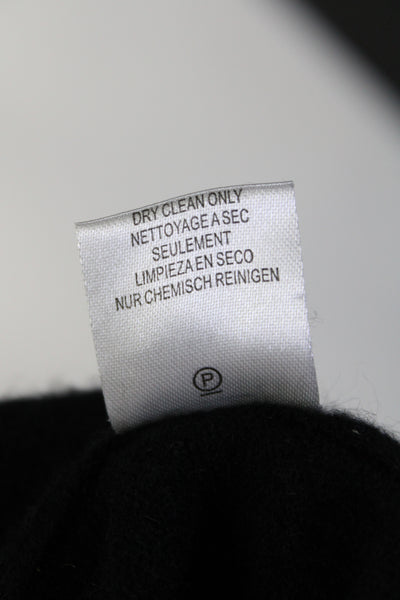 DRY CLEAN ONLY
NETTOYAGE A SEC
SEULEMENT
LIMPIEZA EN SECO
NUR CHEMISCH REINIGEN
P